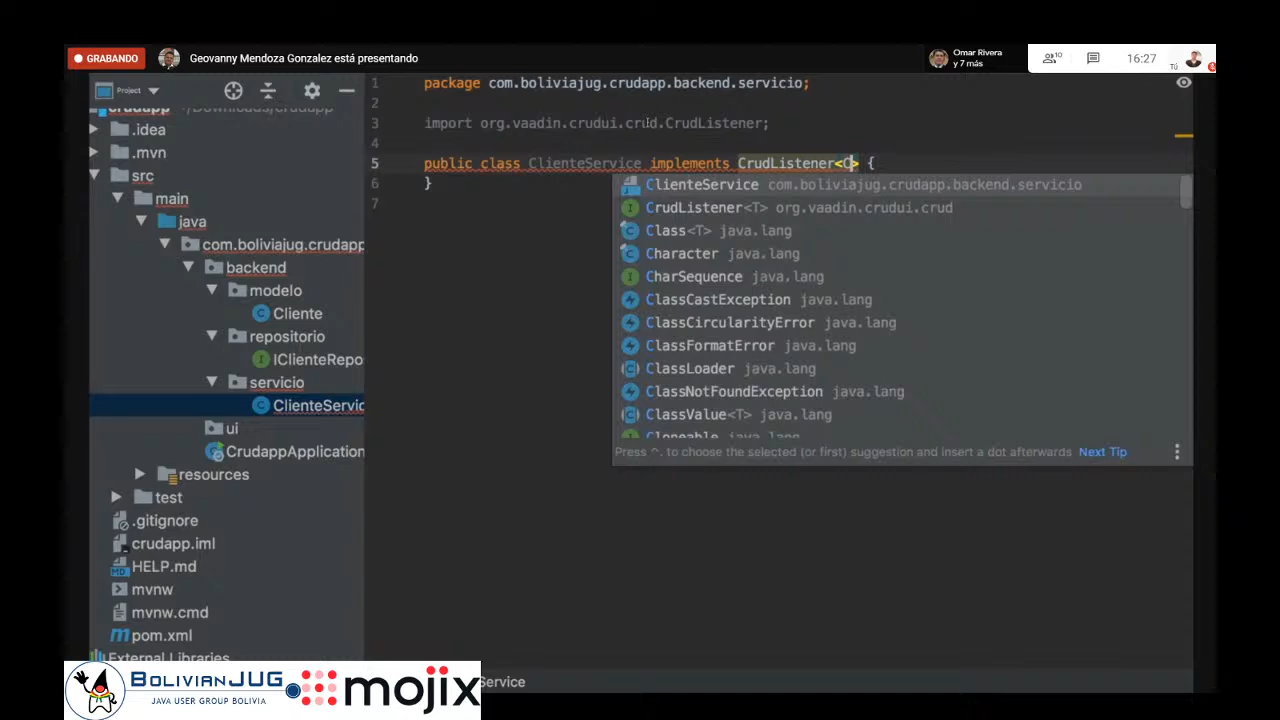 GRABANDO
Geovanny Mendoza Gonzalez está presentando
Omar Rivera
y 7 más
10
16:27
Tú
Project
crudapp ~/Downloads/crudapp
.idea
.mvn
src
main
java
com.boliviajug.crudapp
backend
modelo
Cliente
repositorio
IClienteRepo
servicio
ClienteServic
ui
CrudappApplication
resources
test
.gitignore
crudapp.iml
HELP.md
mvnw
mvnw.cmd
pom.xml
External Libraries
1 package com.boliviajug.crudapp.backend.servicio;
2
3 import org.vaadin.crudui.crud.CrudListener;
4
5 public class ClienteService implements CrudListener<C> {
6 }
7
ClienteService com.boliviajug.crudapp.backend.servicio
CrudListener<T> org.vaadin.crudui.crud
Class<T> java.lang
Character java.lang
CharSequence java.lang
ClassCastException java.lang
ClassCircularityError java.lang
ClassFormatError java.lang
ClassLoader java.lang
ClassNotFoundException java.lang
ClassValue<T> java.lang
Cloneable java.lang
Press ^. to choose the selected (or first) suggestion and insert a dot afterwards Next Tip
Service
BOLIVIANJUG
JAVA USER GROUP BOLIVIA
mojix